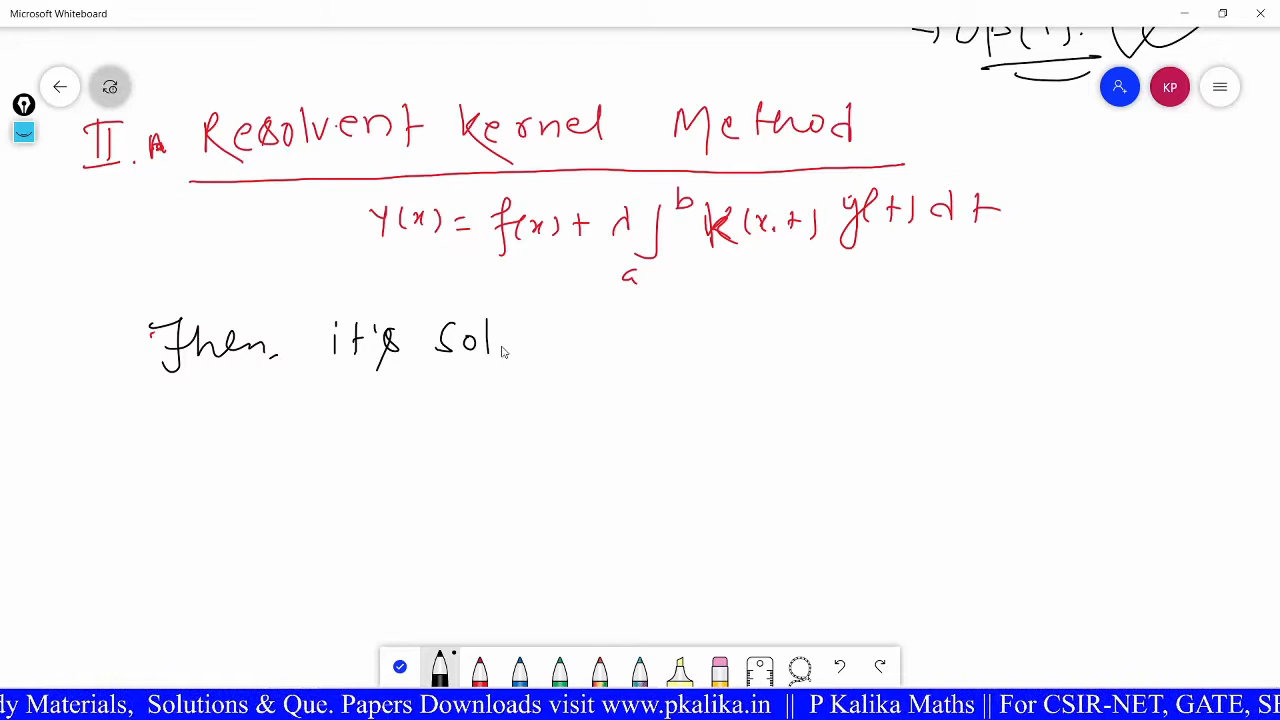 Microsoft Whiteboard
KP
II. Resolvent Kernel Method
y(x) = f(x) + λ ∫_a^b K(x,t) y(t) dt
Then, it's sol
dy Materials, Solutions & Que. Papers Downloads visit www.pkalika.in || P Kalika Maths || For CSIR-NET, GATE, SE